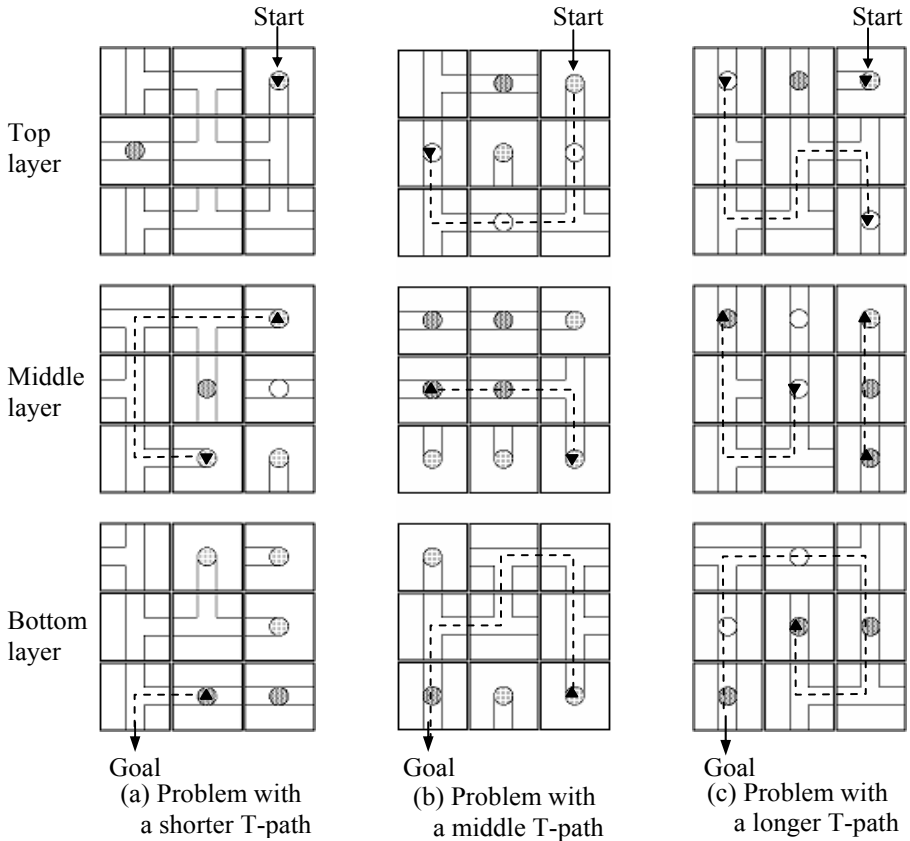 Start
Start
Start
Top
layer
Middle
layer
Bottom
layer
Goal
Goal
Goal
(a) Problem with
a shorter T-path
(b) Problem with
a middle T-path
(c) Problem with
a longer T-path